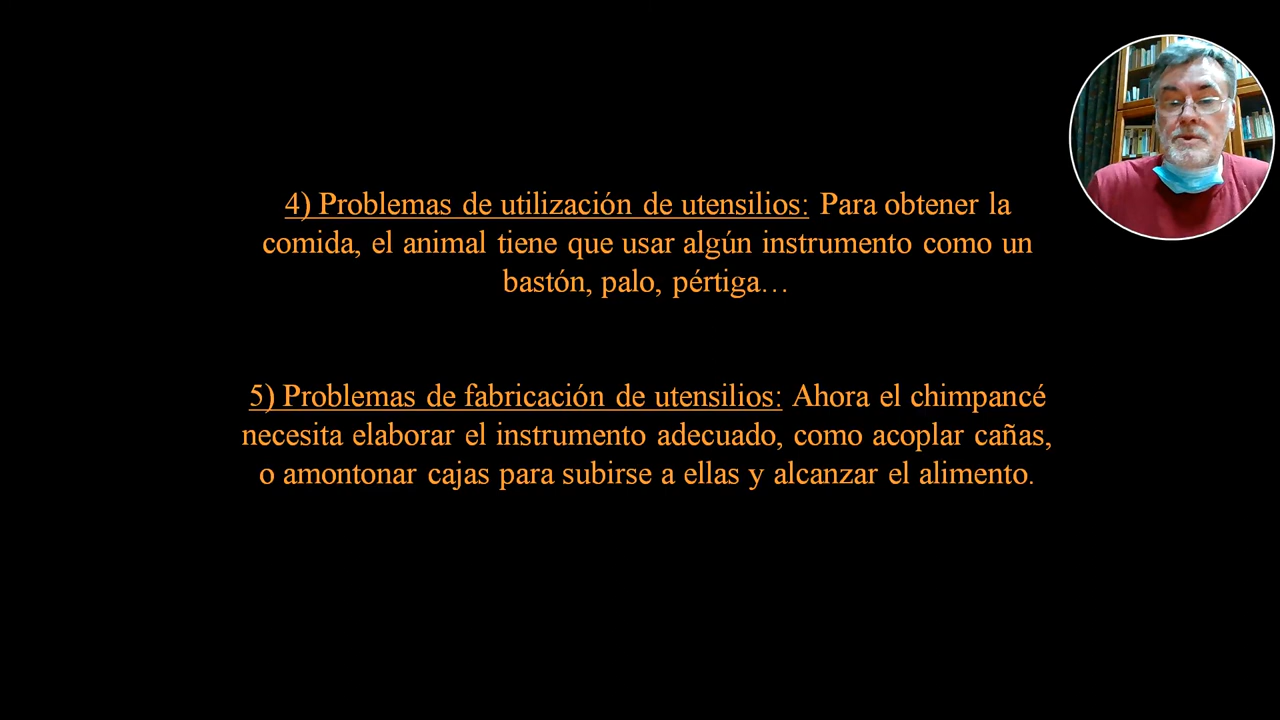 4) Problemas de utilización de utensilios: Para obtener la
comida, el animal tiene que usar algún instrumento como un
bastón, palo, pértiga…
5) Problemas de fabricación de utensilios: Ahora el chimpancé
necesita elaborar el instrumento adecuado, como acoplar cañas,
o amontonar cajas para subirse a ellas y alcanzar el alimento.